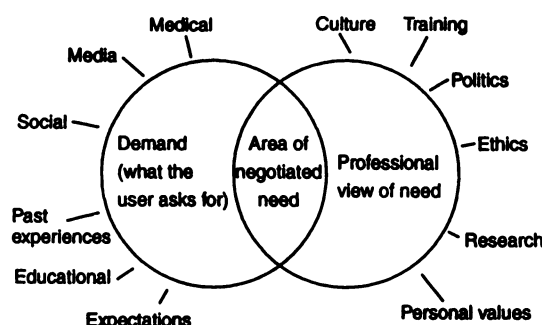 Medical
Culture
Training
Media
Politics
Social
Demand
(what the
user asks for)
Area of
negotiated
need
Professional
view of need
Ethics
Past
experiences
Research
Educational
Expectations
Personal values